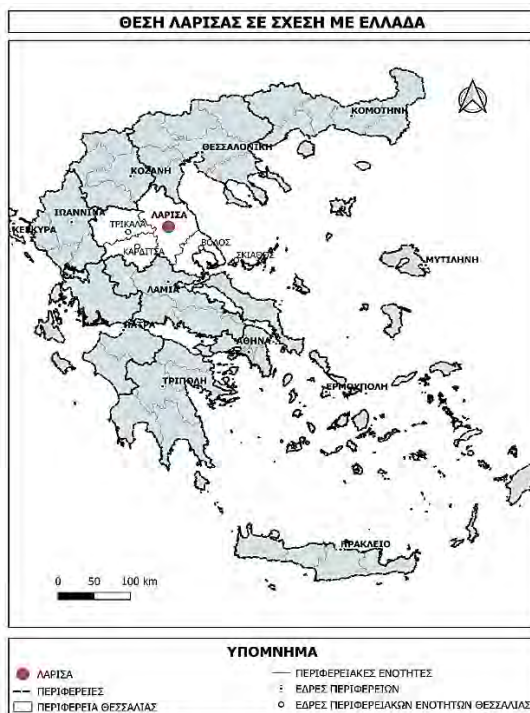 ΘΕΣΗ ΛΑΡΙΣΑΣ ΣΕ ΣΧΕΣΗ ΜΕ ΕΛΛΑΔΑ
ΚΟΜΟΤΗΝΗ
ΘΕΣΣΑΛΟΝΙΚΗ
ΚΟΖΑΝΗ
ΙΩΑΝΝΙΝΑ
ΛΑΡΙΣΑ
ΤΡΙΚΑΛΑ
ΚΕΡΚΥΡΑ
ΚΑΡΔΙΤΣΑ
ΒΟΛΟΣ
ΣΚΙΑΘΟΣ
ΜΥΤΙΛΗΝΗ
ΛΑΜΙΑ
ΠΑΤΡΑ
ΑΘΗΝΑ
ΤΡΙΠΟΛΗ
ΕΡΜΟΥΠΟΛΗ
ΗΡΑΚΛΕΙΟ
0 50 100 km
ΥΠΟΜΝΗΜΑ
ΛΑΡΙΣΑ
ΠΕΡΙΦΕΡΕΙΕΣ
ΠΕΡΙΦΕΡΕΙΑ ΘΕΣΣΑΛΙΑΣ
ΠΕΡΙΦΕΡΕΙΑΚΕΣ ΕΝΟΤΗΤΕΣ
ΕΔΡΕΣ ΠΕΡΙΦΕΡΕΙΩΝ
ΕΔΡΕΣ ΠΕΡΙΦΕΡΕΙΑΚΩΝ ΕΝΟΤΗΤΩΝ ΘΕΣΣΑΛΙΑΣ